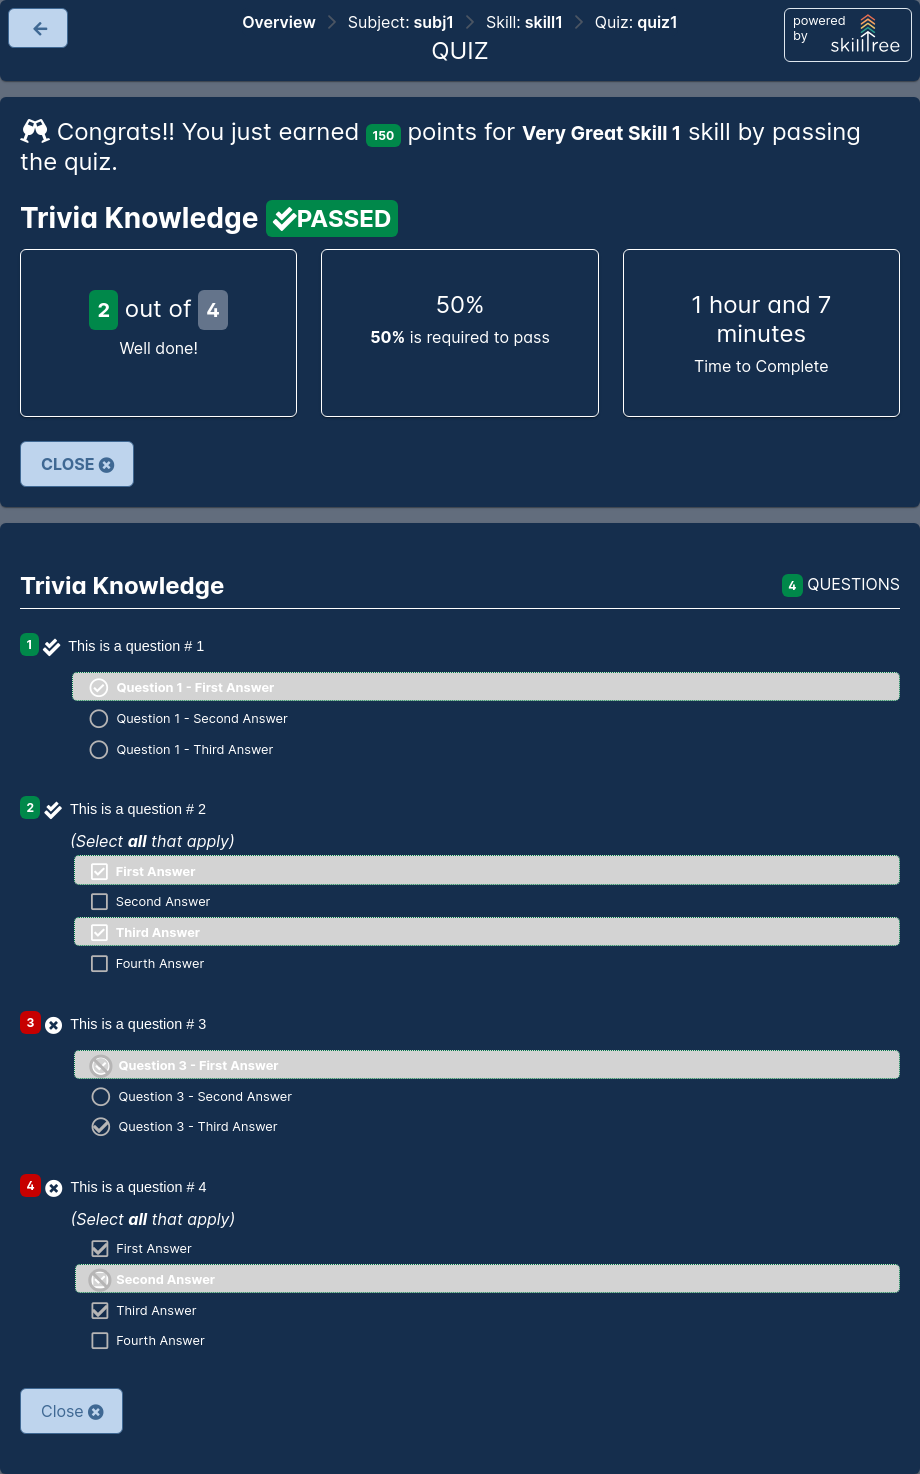 Overview Subject: subj1 Skill: skill1 Quiz: quiz1
QUIZ
powered
by
skilltree
Congrats!! You just earned 150 points for Very Great Skill 1 skill by passing
the quiz.
Trivia Knowledge PASSED
2 out of 4
Well done!
50%
50% is required to pass
1 hour and 7
minutes
Time to Complete
CLOSE
Trivia Knowledge
4 QUESTIONS
1 This is a question # 1
Question 1 - First Answer
Question 1 - Second Answer
Question 1 - Third Answer
2 This is a question # 2
(Select all that apply)
First Answer
Second Answer
Third Answer
Fourth Answer
3 This is a question # 3
Question 3 - First Answer
Question 3 - Second Answer
Question 3 - Third Answer
4 This is a question # 4
(Select all that apply)
First Answer
Second Answer
Third Answer
Fourth Answer
Close